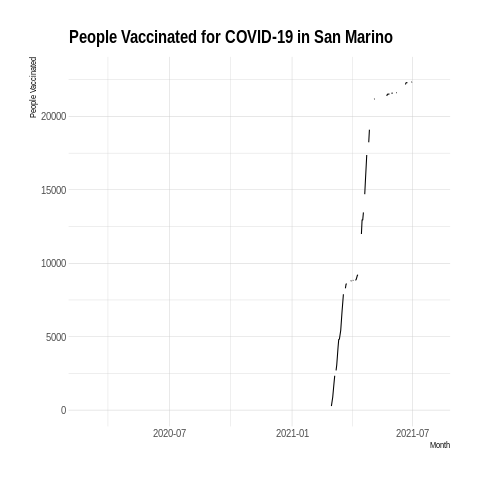 People Vaccinated for COVID-19 in San Marino
People Vaccinated
20000
15000
10000
5000
0
2020-07
2021-01
2021-07
Month